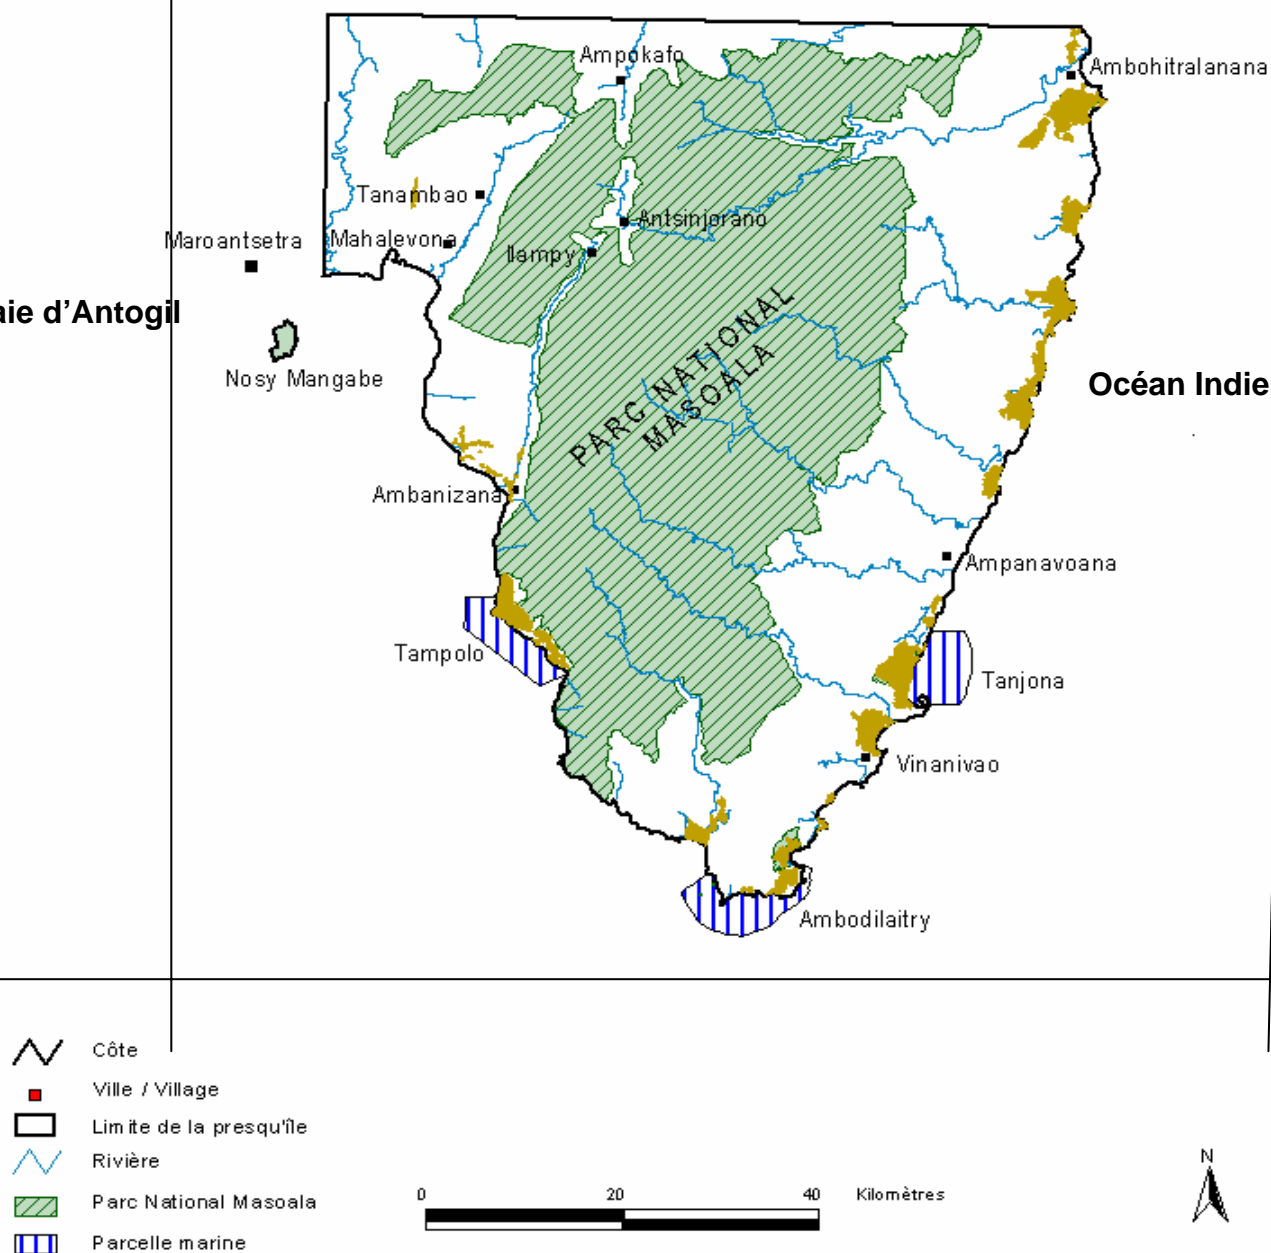 Ampokafo
Ambohitralanana
Tanambao
Antsinjorano
Maroantsetra
Mahalevona
Ilampy
aie d'Antogil
PARC NATIONAL
MASOALA
Nosy Mangabe
Océan Indie
Ambanizana
Ampanavoana
Tampolo
Tanjona
Vinanivao
Ambodilaitry
Côte
Ville / Village
Limite de la presqu'île
Rivière
Parc National Masoala
Parcelle marine
0 20 40 Kilomètres
N